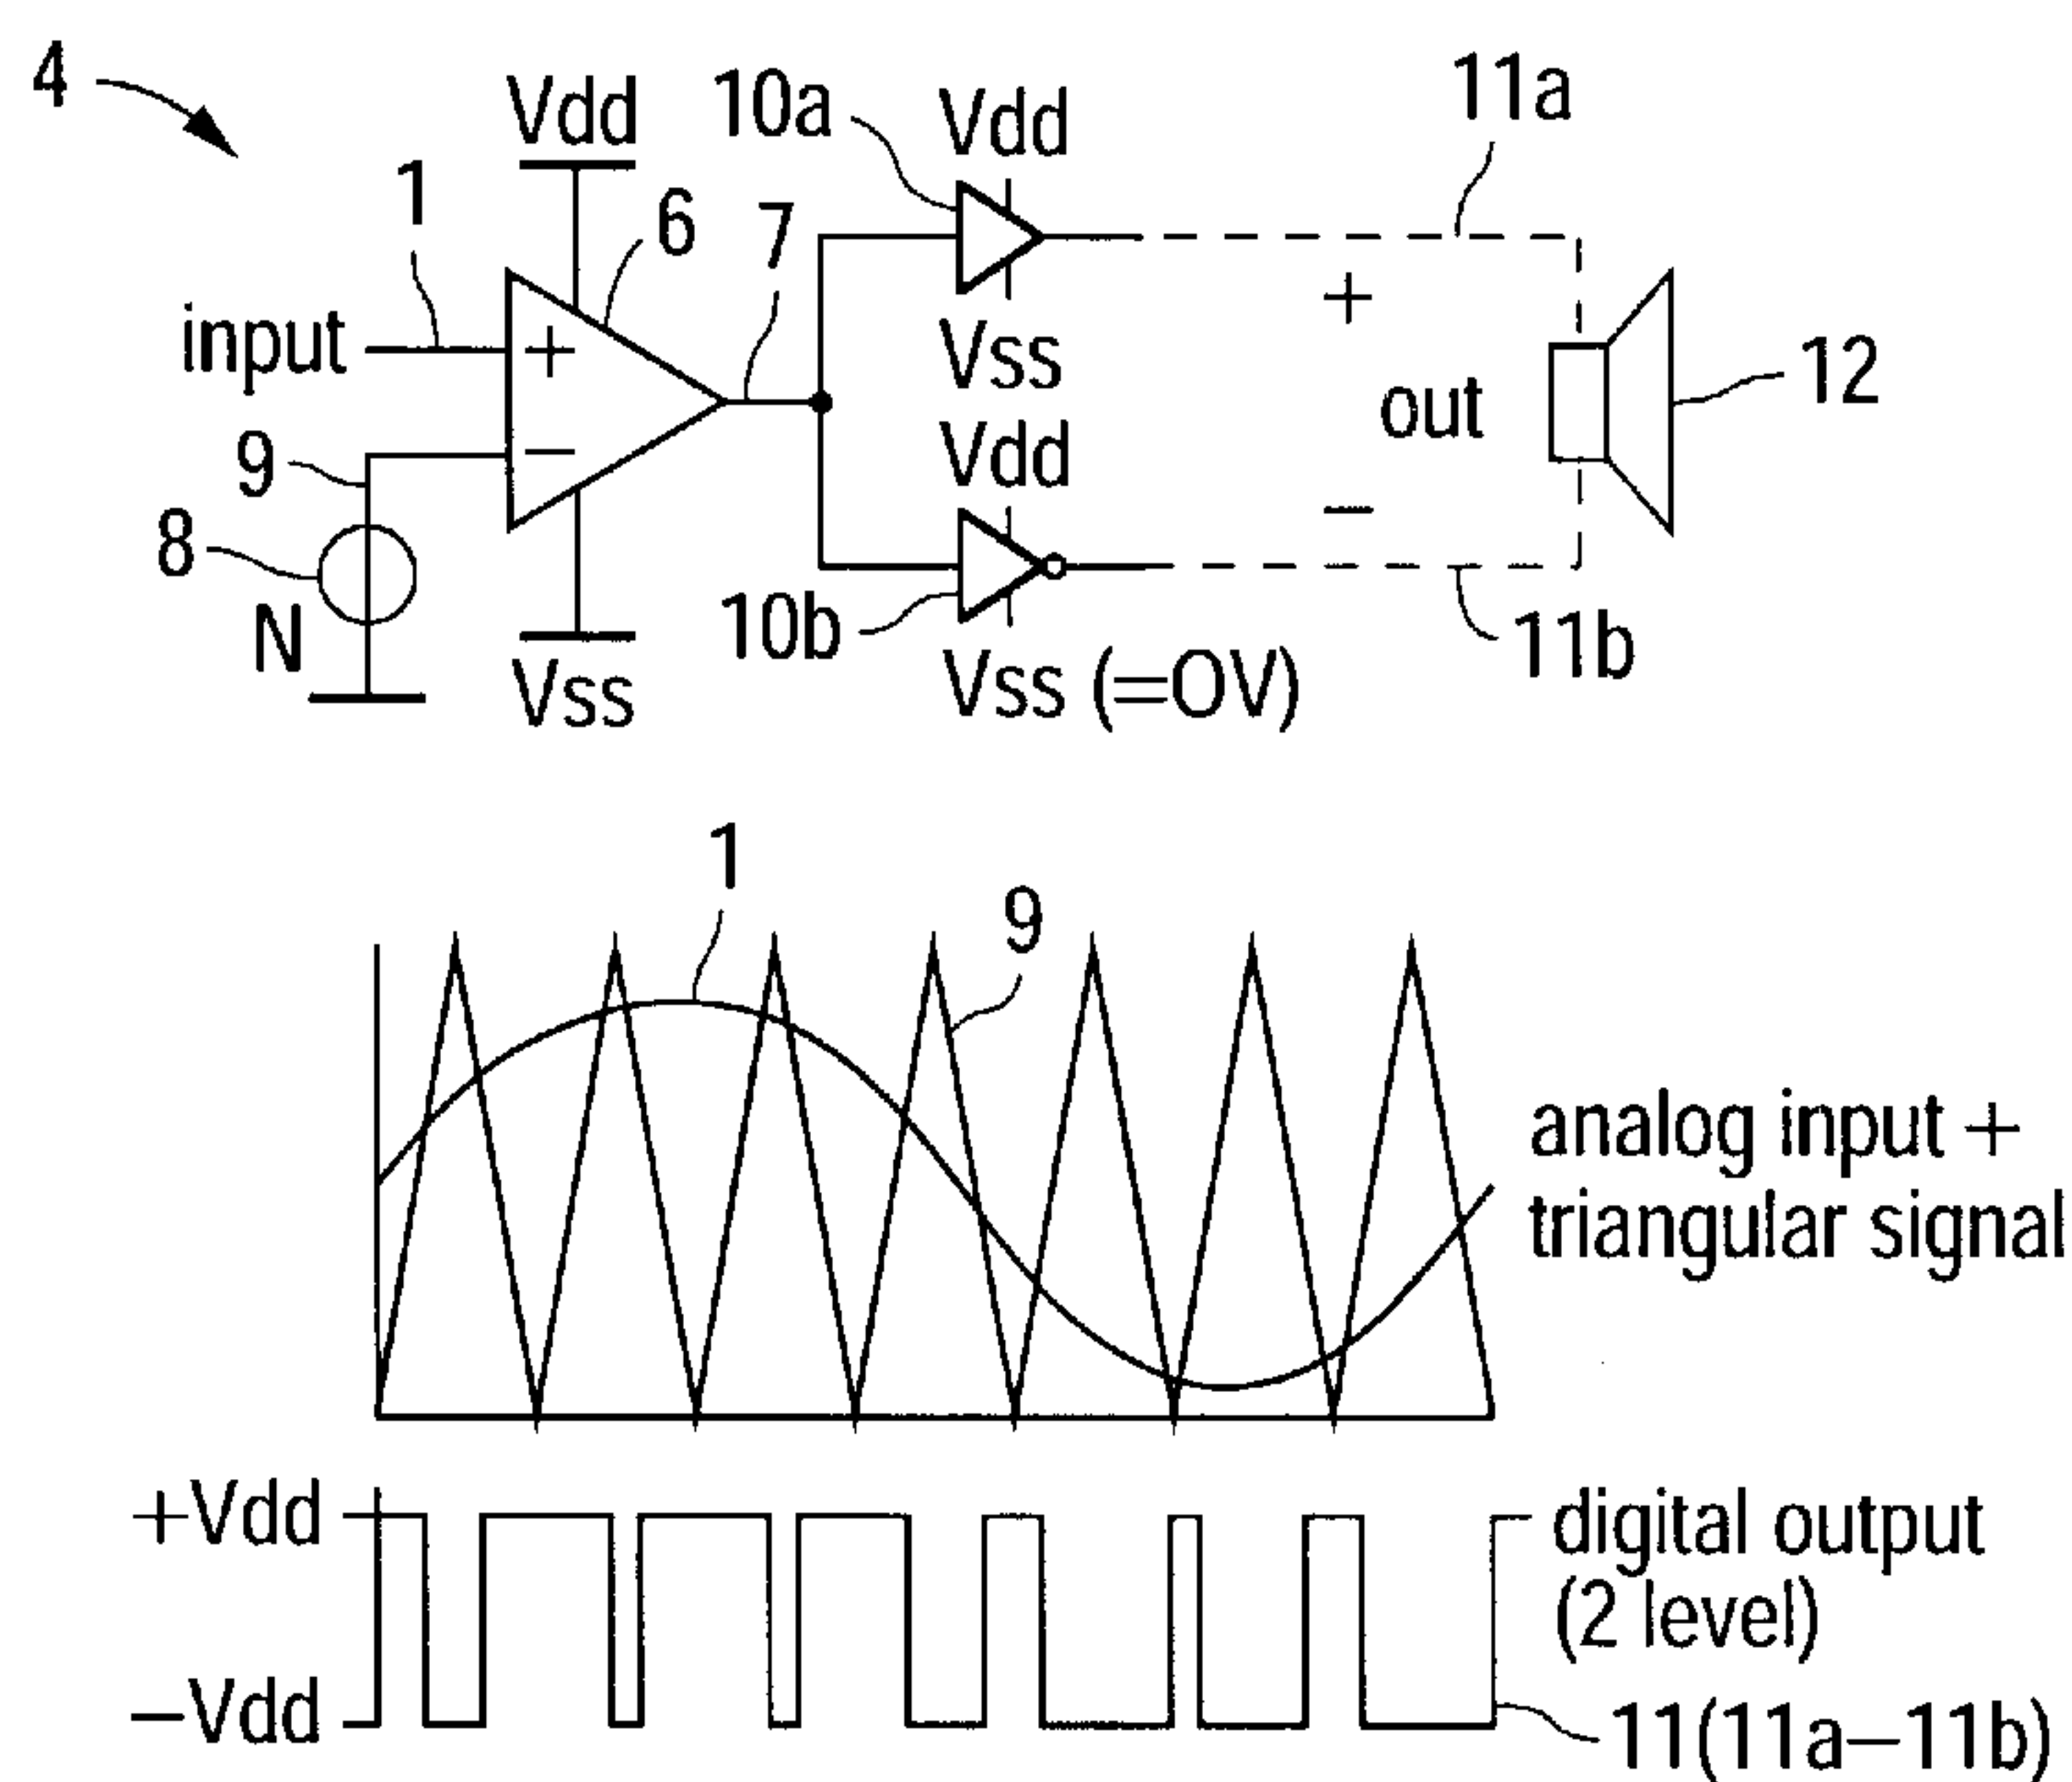 4
Vdd
10a
Vdd
11a
1
6
7
input
+
+
Vss
12
9
−
out
Vdd
8
−
N
10b
11b
Vss
Vss (=0V)
1
9
analog input +
triangular signal
+Vdd
digital output
(2 level)
−Vdd
11(11a−11b)